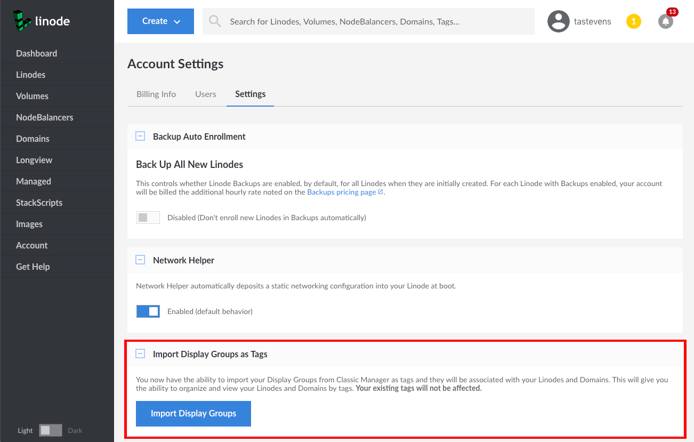 linode
Create
Search for Linodes, Volumes, NodeBalancers, Domains, Tags...
tastevens
1
13
Dashboard
Linodes
Volumes
NodeBalancers
Domains
Longview
Managed
StackScripts
Images
Account
Get Help
Light
Dark
Account Settings
Billing Info
Users
Settings
Backup Auto Enrollment
Back Up All New Linodes
This controls whether Linode Backups are enabled, by default, for all Linodes when they are initially created. For each Linode with Backups enabled, your account
will be billed the additional hourly rate noted on the Backups pricing page.
Disabled (Don't enroll new Linodes in Backups automatically)
Network Helper
Network Helper automatically deposits a static networking configuration into your Linode at boot.
Enabled (default behavior)
Import Display Groups as Tags
You now have the ability to import your Display Groups from Classic Manager as tags and they will be associated with your Linodes and Domains. This will give you
the ability to organize and view your Linodes and Domains by tags. Your existing tags will not be affected.
Import Display Groups